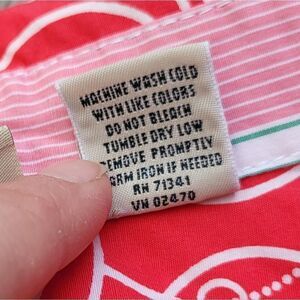 MACHINE WASH COLD
WITH LIKE COLORS
DO NOT BLEACH
TUMBLE DRY LOW
REMOVE PROMPTLY
WARM IRON IF NEEDED
RN 71341
VN 02470